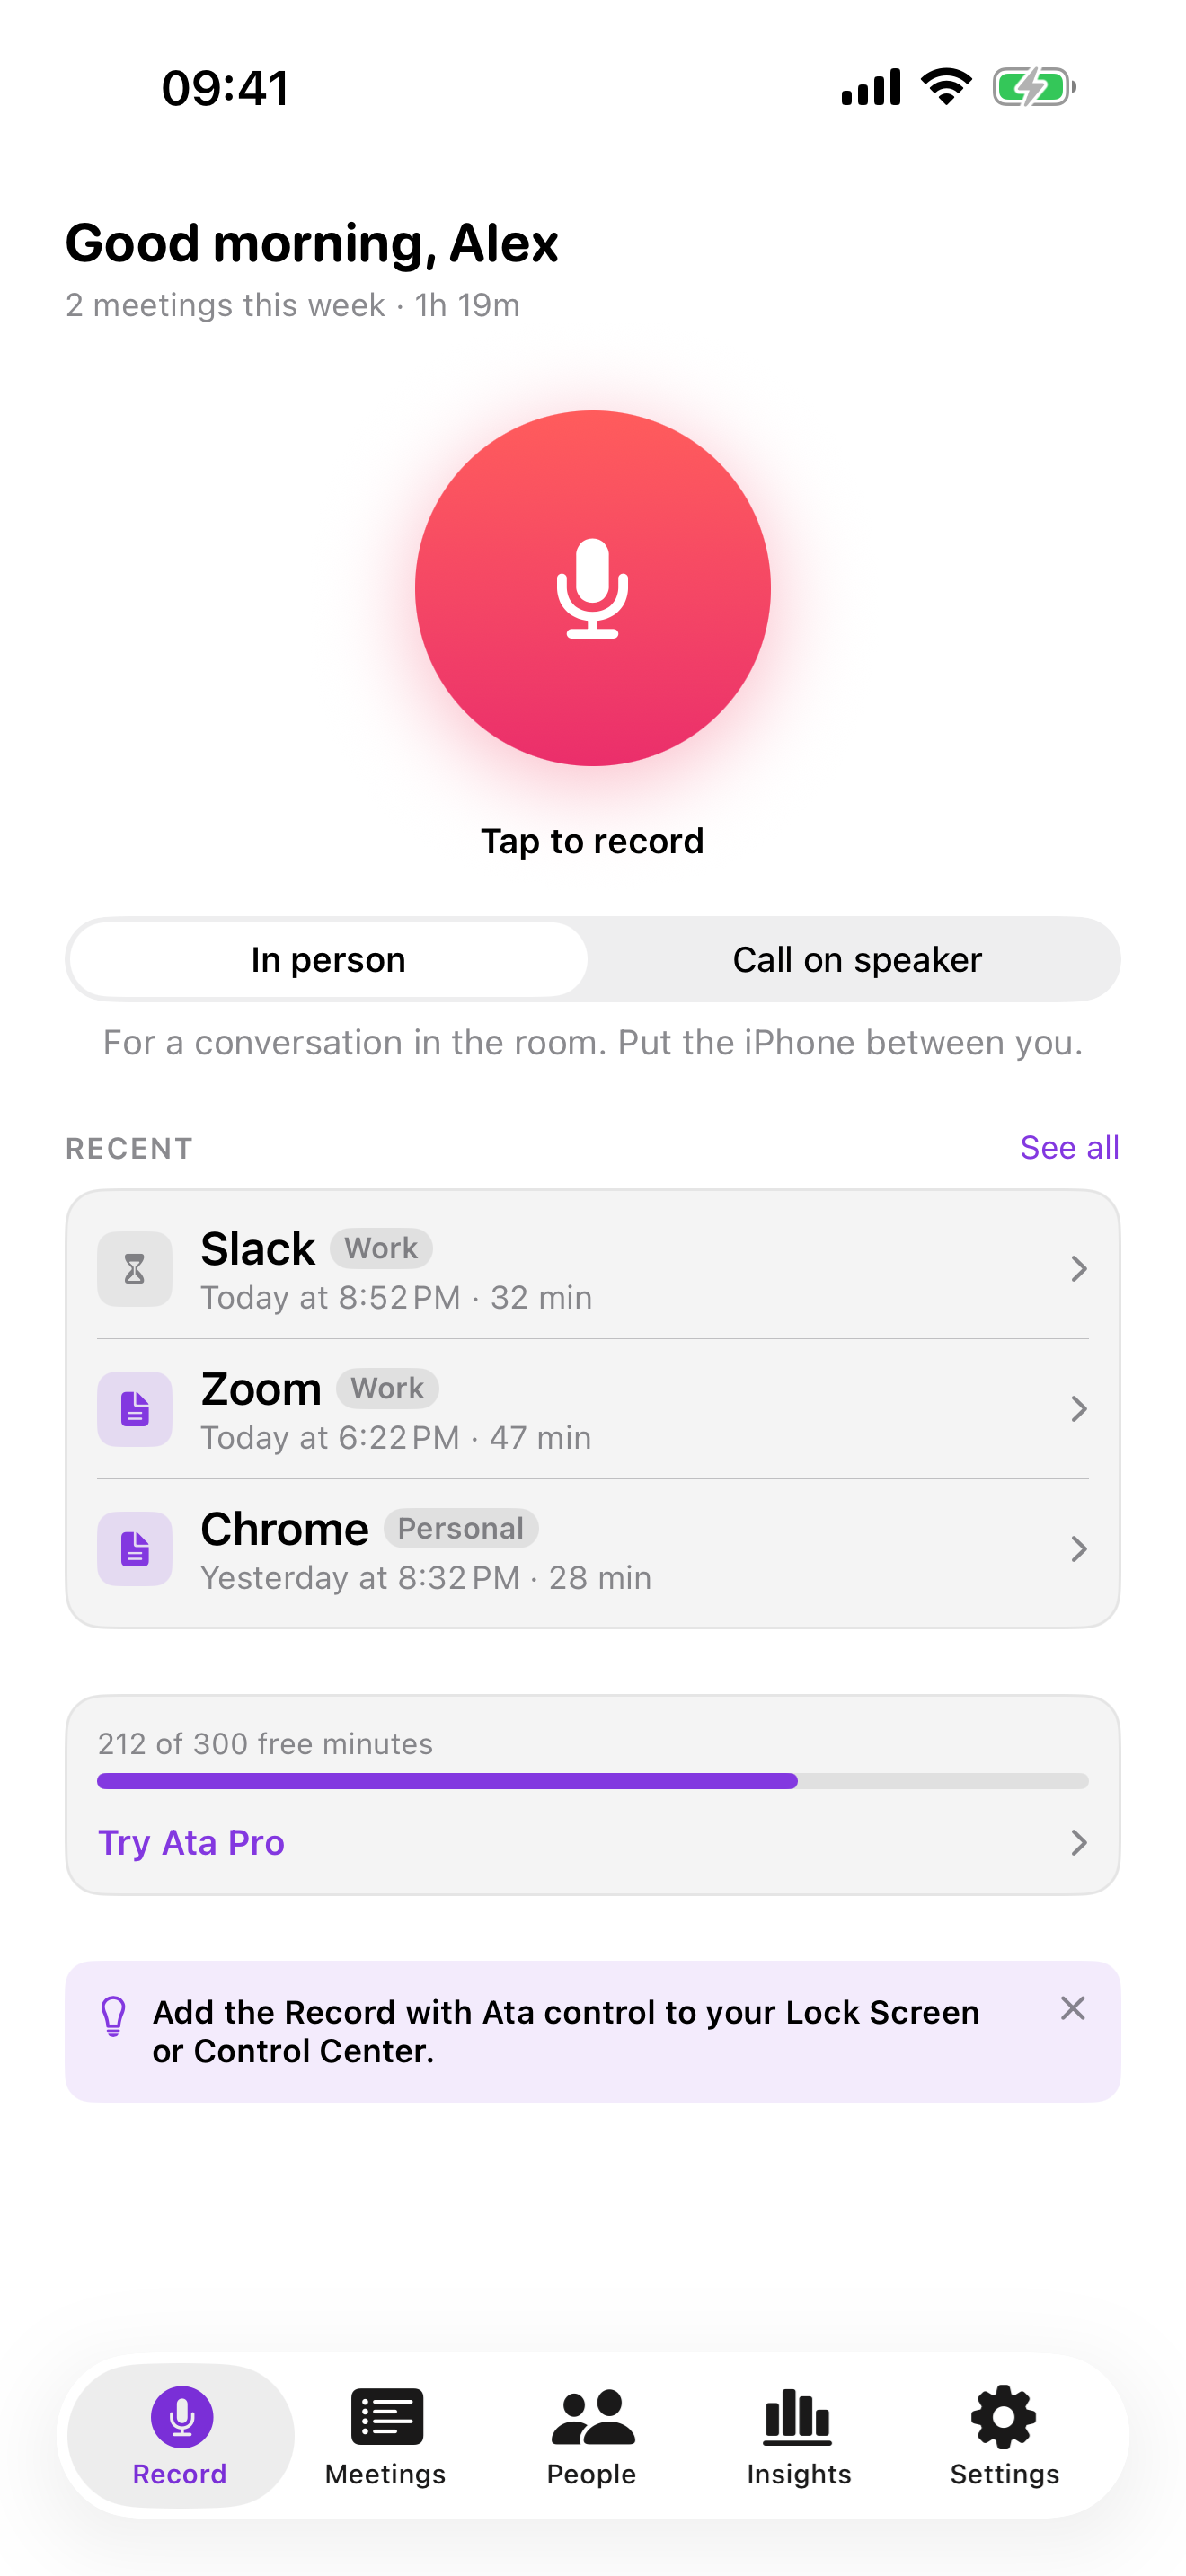 09:41
Good morning, Alex
2 meetings this week · 1h 19m
Tap to record
In person
Call on speaker
For a conversation in the room. Put the iPhone between you.
RECENT
See all
Slack Work
Today at 8:52 PM · 32 min
Zoom Work
Today at 6:22 PM · 47 min
Chrome Personal
Yesterday at 8:32 PM · 28 min
212 of 300 free minutes
Try Ata Pro
Add the Record with Ata control to your Lock Screen
or Control Center.
Record
Meetings
People
Insights
Settings